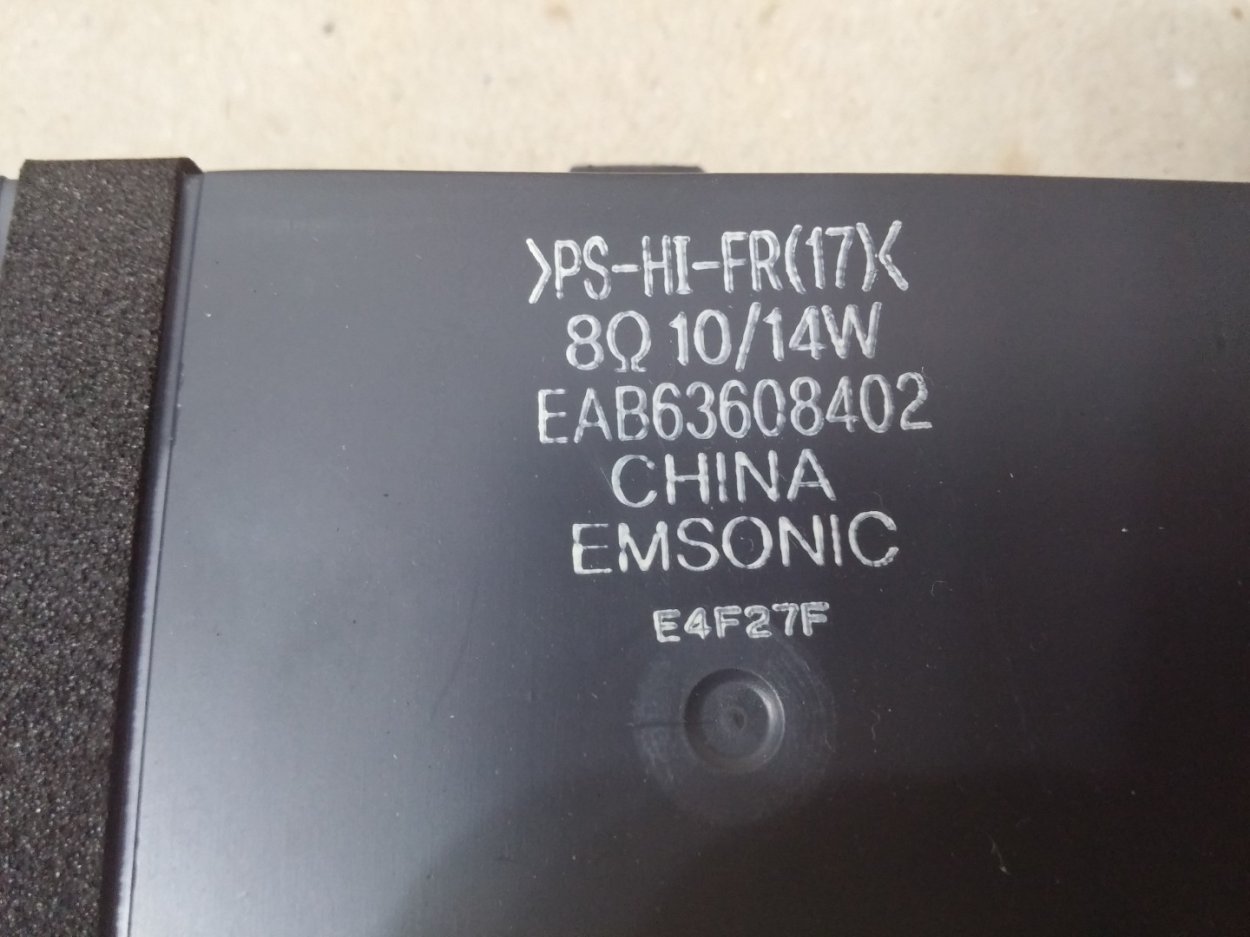 >PS-HI-FR(17)<
8Ω 10/14W
EAB63608402
CHINA
EMSONIC
E4F27F